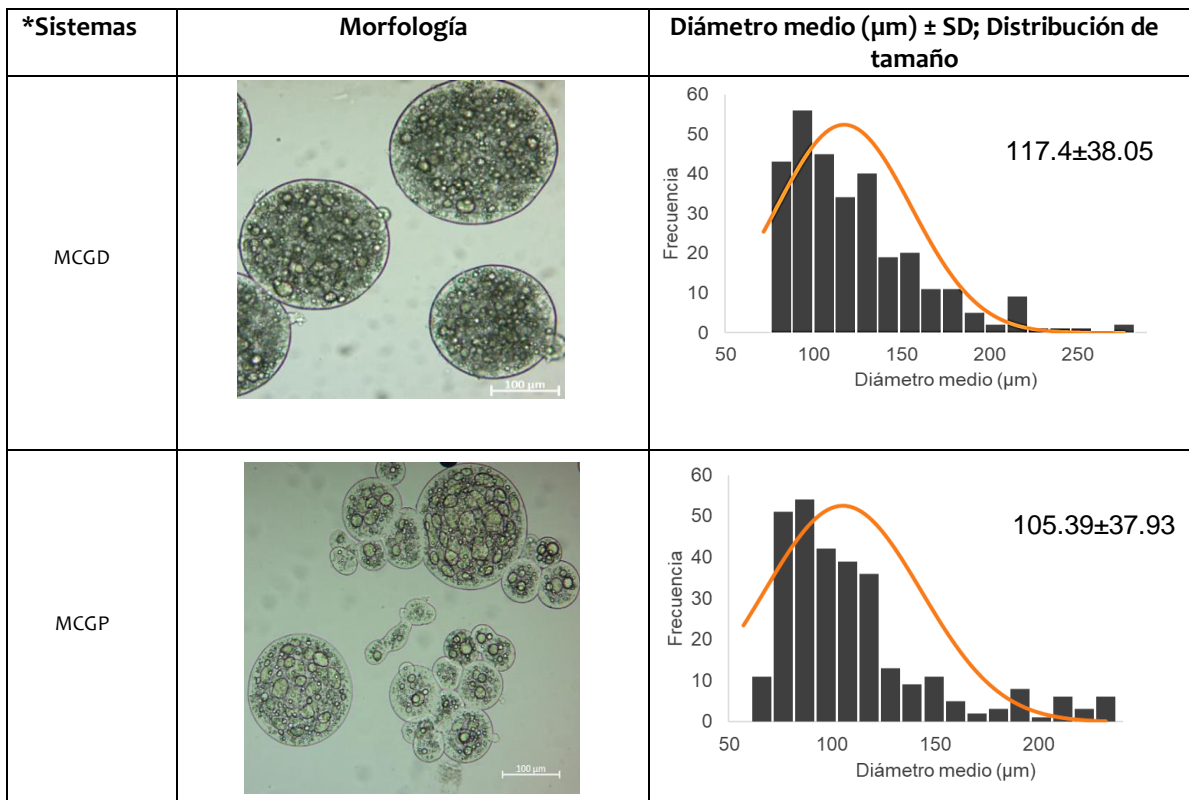 *Sistemas
Morfología
Diámetro medio (µm) ± SD; Distribución de
tamaño
MCGD
100 µm
60
50
40
30
20
10
0
Frecuencia
117.4±38.05
50 100 150 200 250
Diámetro medio (µm)
MCGP
100 µm
60
50
40
30
20
10
0
Frecuencia
105.39±37.93
50 100 150 200
Diámetro medio (µm)